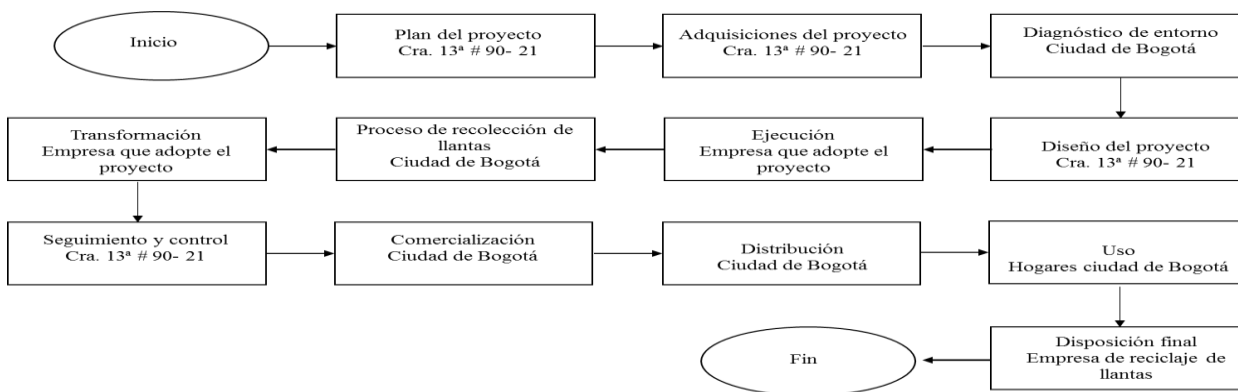 Inicio
Plan del proyecto
Cra. 13ª # 90- 21
Adquisiciones del proyecto
Cra. 13ª # 90- 21
Diagnóstico de entorno
Ciudad de Bogotá
Diseño del proyecto
Cra. 13ª # 90- 21
Ejecución
Empresa que adopte el
proyecto
Proceso de recolección de
llantas
Ciudad de Bogotá
Transformación
Empresa que adopte el
proyecto
Seguimiento y control
Cra. 13ª # 90- 21
Comercialización
Ciudad de Bogotá
Distribución
Ciudad de Bogotá
Uso
Hogares ciudad de Bogotá
Disposición final
Empresa de reciclaje de
llantas
Fin